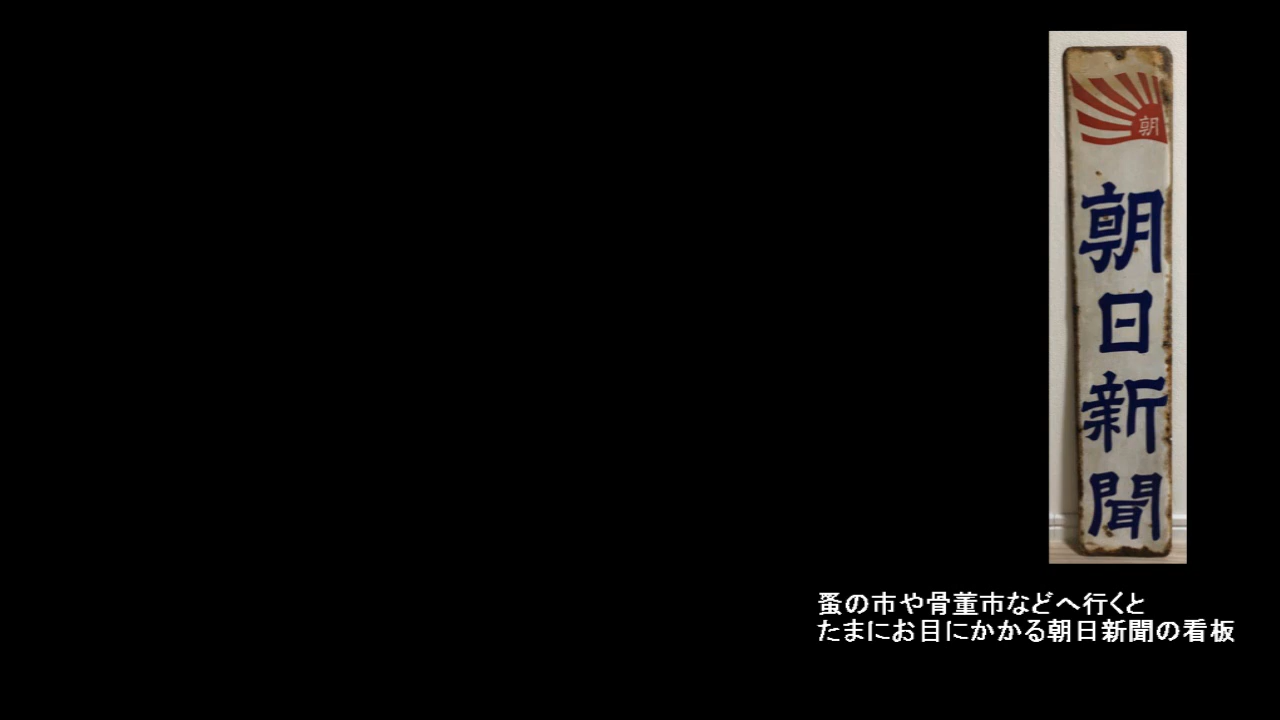 朝
朝日新聞
蚤の市や骨董市などへ行くと
たまにお目にかかる朝日新聞の看板